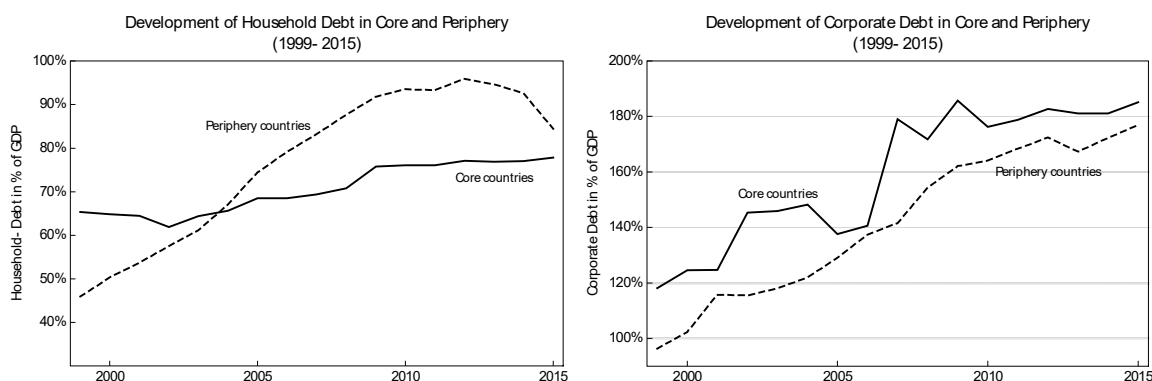 Development of Household Debt in Core and Periphery
(1999- 2015)
100%
90%
80%
70%
60%
50%
40%
Household- Debt in % of GDP
Periphery countries
Core countries
2000
2005
2010
2015
Development of Corporate Debt in Core and Periphery
(1999- 2015)
200%
180%
160%
140%
120%
100%
Corporate Debt in % of GDP
Core countries
Periphery countries
2000
2005
2010
2015